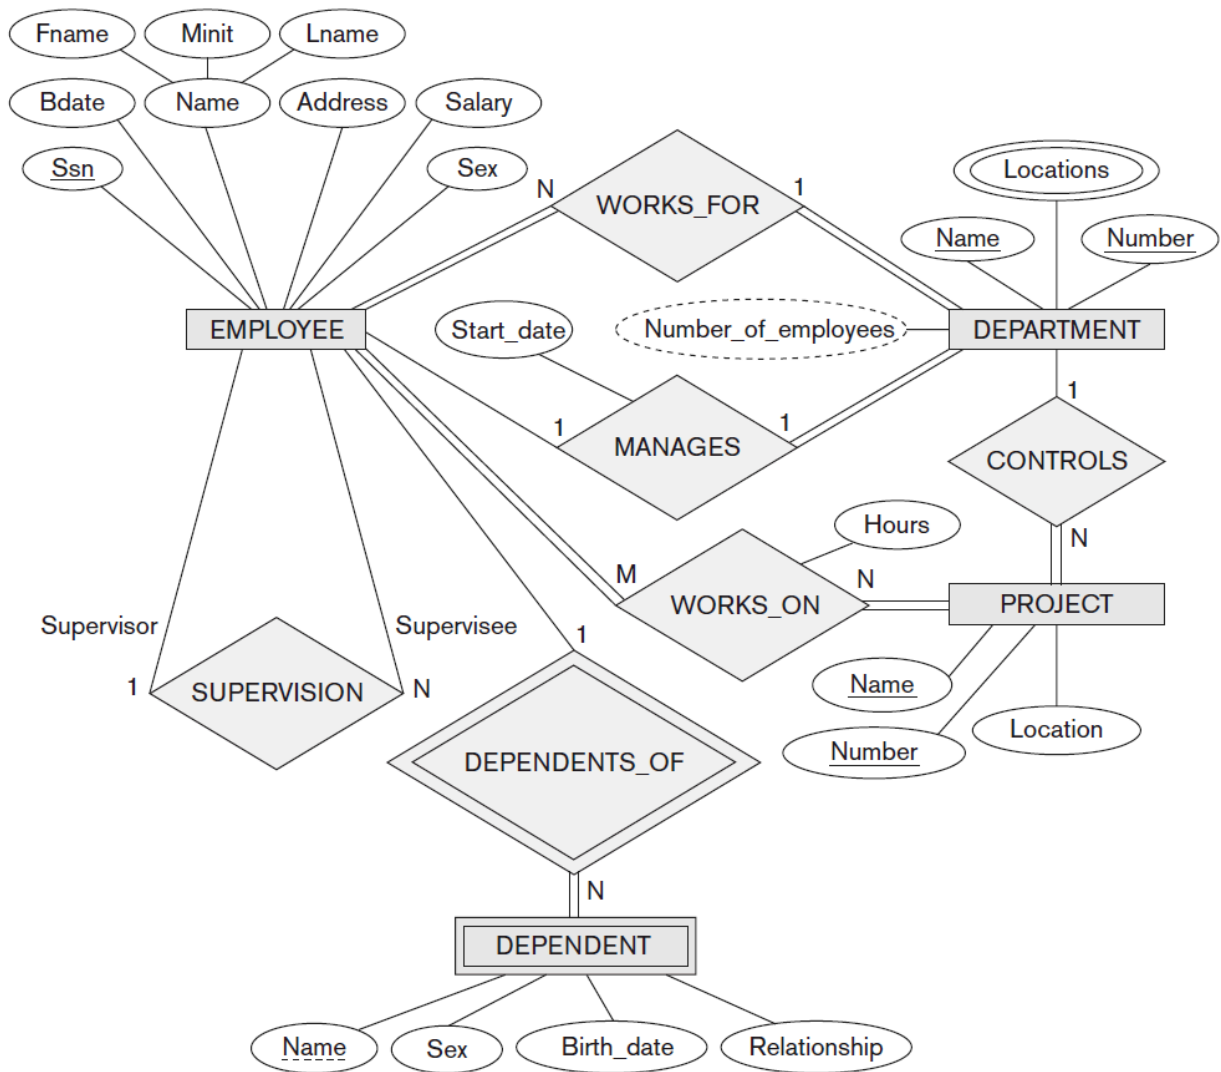 Fname Minit Lname
Bdate Name Address Salary
Ssn Sex
N WORKS_FOR 1
Locations
Name Number
EMPLOYEE Start_date Number_of_employees DEPARTMENT
1 MANAGES 1
1
CONTROLS
N
Hours
M WORKS_ON N
PROJECT
Supervisor Supervisee
1 SUPERVISION N
1
Name
Number
Location
DEPENDENTS_OF
N
DEPENDENT
Name Sex Birth_date Relationship